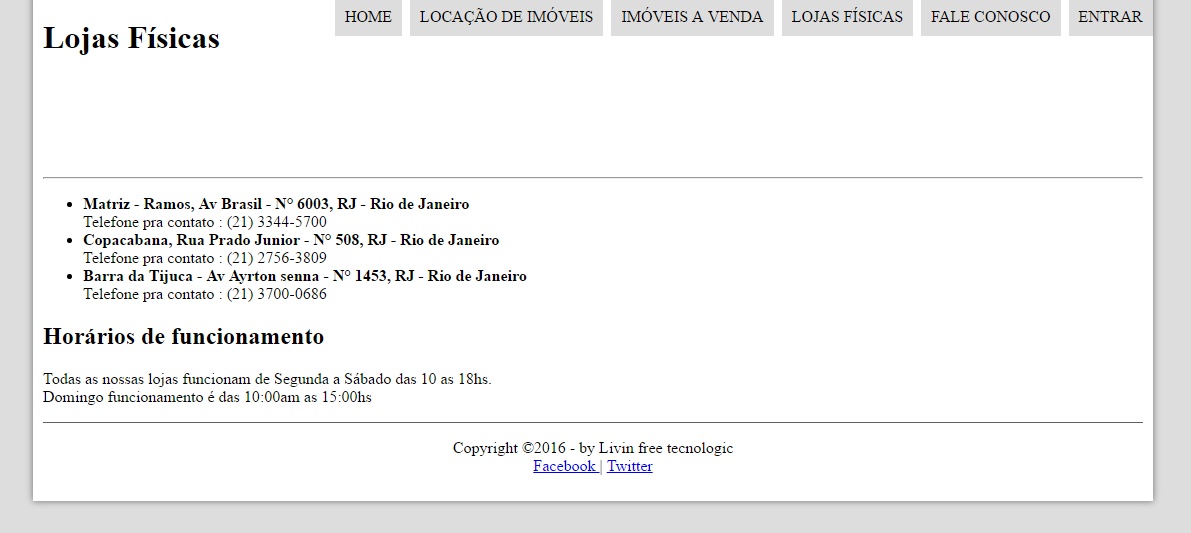 HOME LOCAÇÃO DE IMÓVEIS IMÓVEIS A VENDA LOJAS FÍSICAS FALE CONOSCO ENTRAR
Lojas Físicas
Matriz - Ramos, Av Brasil - N° 6003, RJ - Rio de Janeiro
Telefone pra contato : (21) 3344-5700
Copacabana, Rua Prado Junior - N° 508, RJ - Rio de Janeiro
Telefone pra contato : (21) 2756-3809
Barra da Tijuca - Av Ayrton senna - N° 1453, RJ - Rio de Janeiro
Telefone pra contato : (21) 3700-0686
Horários de funcionamento
Todas as nossas lojas funcionam de Segunda a Sábado das 10 as 18hs.
Domingo funcionamento é das 10:00am as 15:00hs
Copyright ©2016 - by Livin free tecnologic
Facebook | Twitter